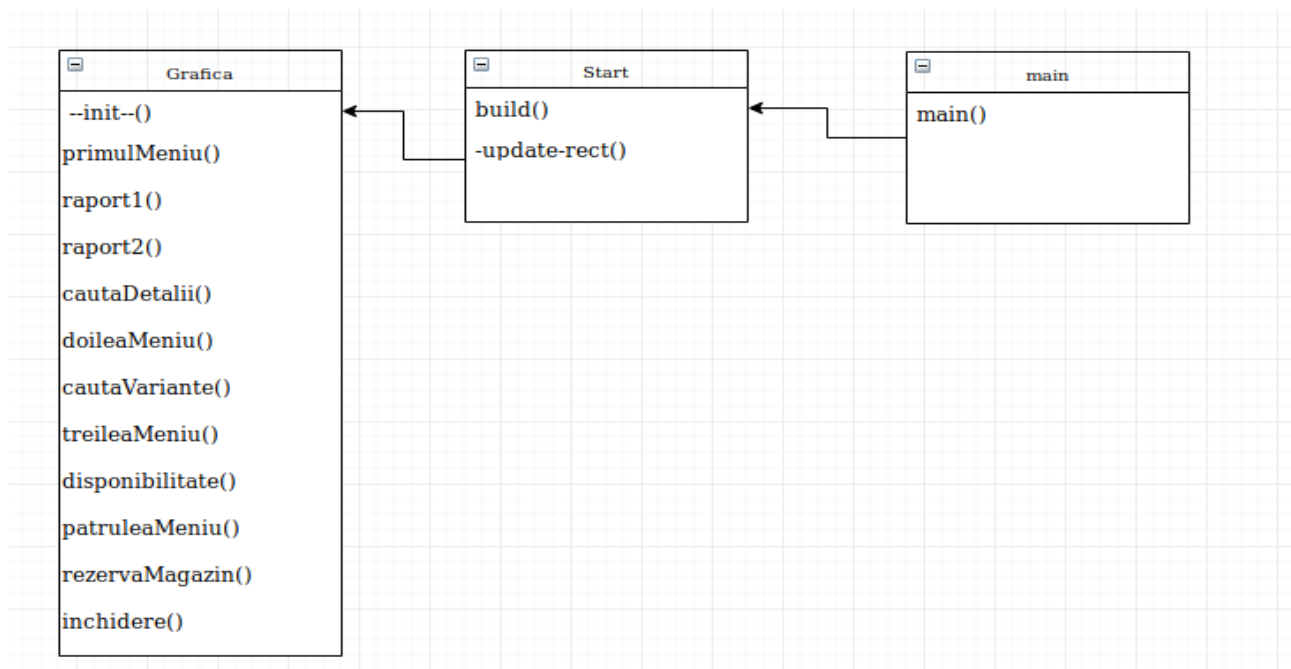 Grafica
--init--()
primulMeniu()
raport1()
raport2()
cautaDetalii()
doileaMeniu()
cautaVariante()
treileaMeniu()
disponibilitate()
patruleaMeniu()
rezervaMagazin()
inchidere()
Start
build()
-update-rect()
main
main()